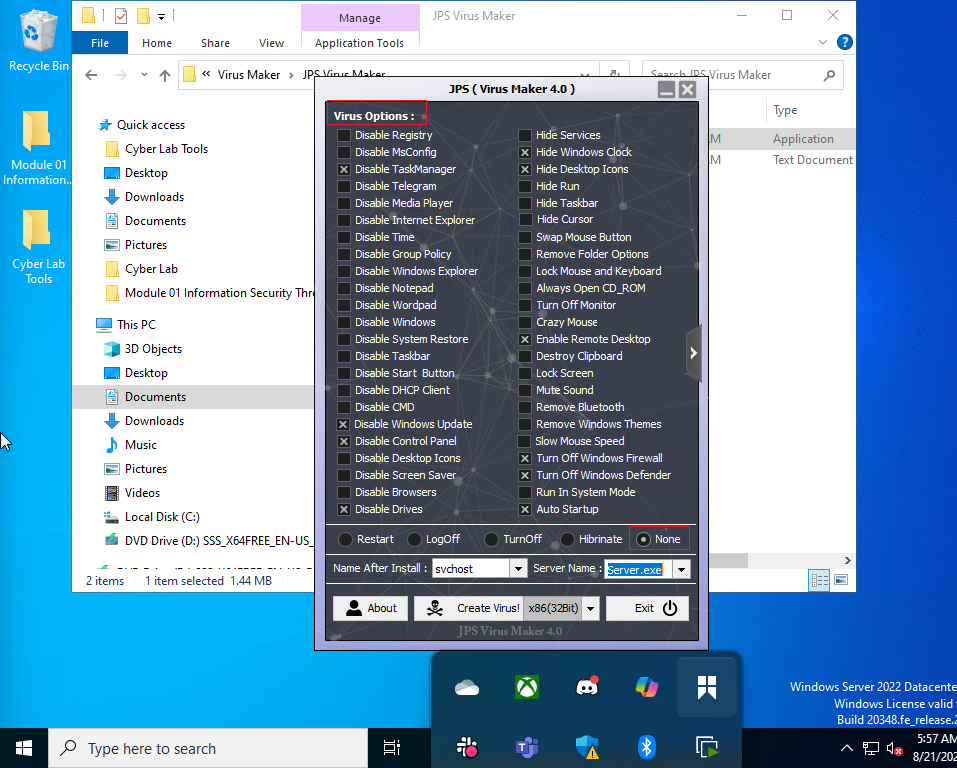 Recycle Bin
Module 01
Information...
Cyber Lab
Tools
Manage
JPS Virus Maker
File
Home
Share
View
Application Tools
« Virus Maker › JPS Virus Maker
Search JPS Virus Maker
Type
Application
Text Document
Quick access
Cyber Lab Tools
Desktop
Downloads
Documents
Pictures
Cyber Lab
Module 01 Information Security Thr
This PC
3D Objects
Desktop
Documents
Downloads
Music
Pictures
Videos
Local Disk (C:)
DVD Drive (D:) SSS_X64FREE_EN-US_
2 items
1 item selected 1.44 MB
JPS ( Virus Maker 4.0 )
Virus Options :
Disable Registry
Disable MsConfig
Disable TaskManager
Disable Telegram
Disable Media Player
Disable Internet Explorer
Disable Time
Disable Group Policy
Disable Windows Explorer
Disable Notepad
Disable Wordpad
Disable Windows
Disable System Restore
Disable Taskbar
Disable Start Button
Disable DHCP Client
Disable CMD
Disable Windows Update
Disable Control Panel
Disable Desktop Icons
Disable Screen Saver
Disable Browsers
Disable Drives
Hide Services
Hide Windows Clock
Hide Desktop Icons
Hide Run
Hide Taskbar
Hide Cursor
Swap Mouse Button
Remove Folder Options
Lock Mouse and Keyboard
Always Open CD_ROM
Turn Off Monitor
Crazy Mouse
Enable Remote Desktop
Destroy Clipboard
Lock Screen
Mute Sound
Remove Bluetooth
Remove Windows Themes
Slow Mouse Speed
Turn Off Windows Firewall
Turn Off Windows Defender
Run In System Mode
Auto Startup
Restart
LogOff
TurnOff
Hibrinate
None
Name After Install : svchost
Server Name : Server.exe
About
Create Virus!
x86(32Bit)
Exit
JPS Virus Maker 4.0
Windows Server 2022 Datacente
Windows License valid
Build 20348.fe_release.2
Type here to search
5:57 AM
8/21/202